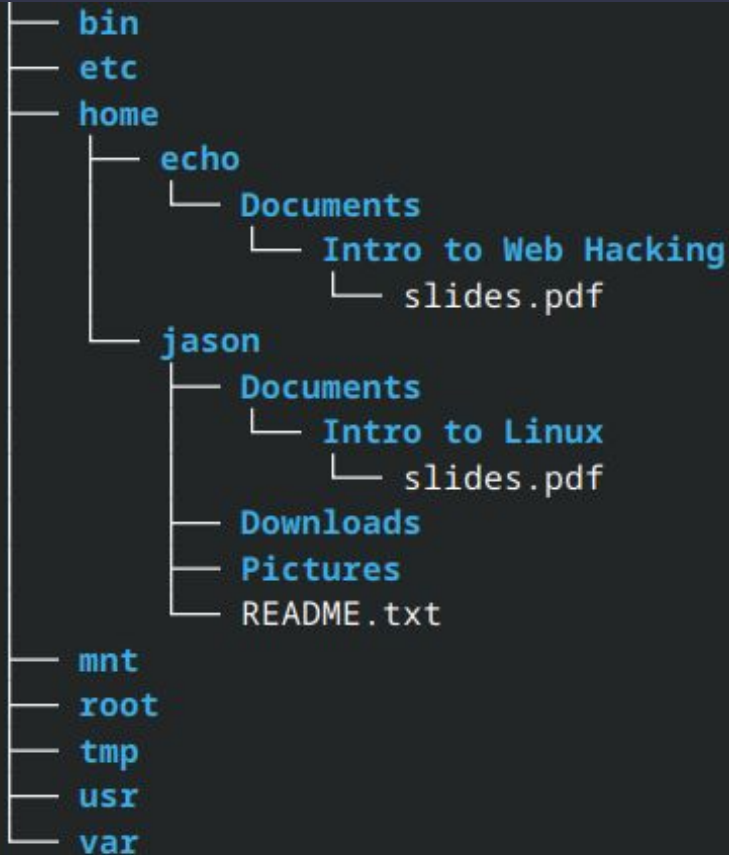 bin
etc
home
echo
Documents
Intro to Web Hacking
slides.pdf
jason
Documents
Intro to Linux
slides.pdf
Downloads
Pictures
README.txt
mnt
root
tmp
usr
var